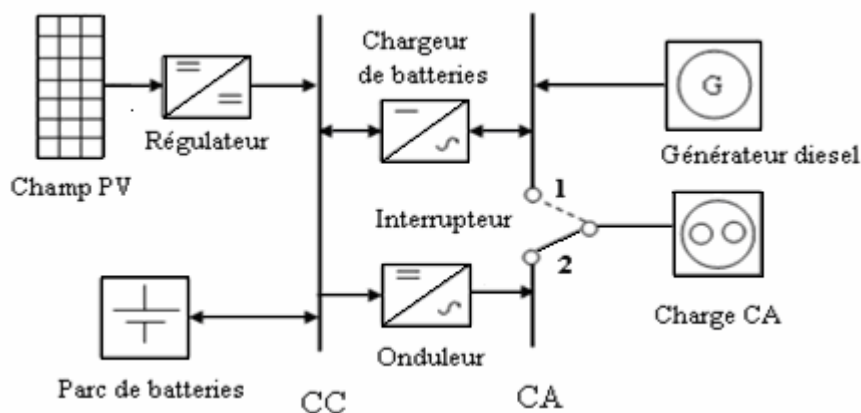 Chargeur
de batteries
G
Régulateur
Générateur diesel
Champ PV
1
Interrupteur
2
Charge CA
Onduleur
Parc de batteries
CC
CA